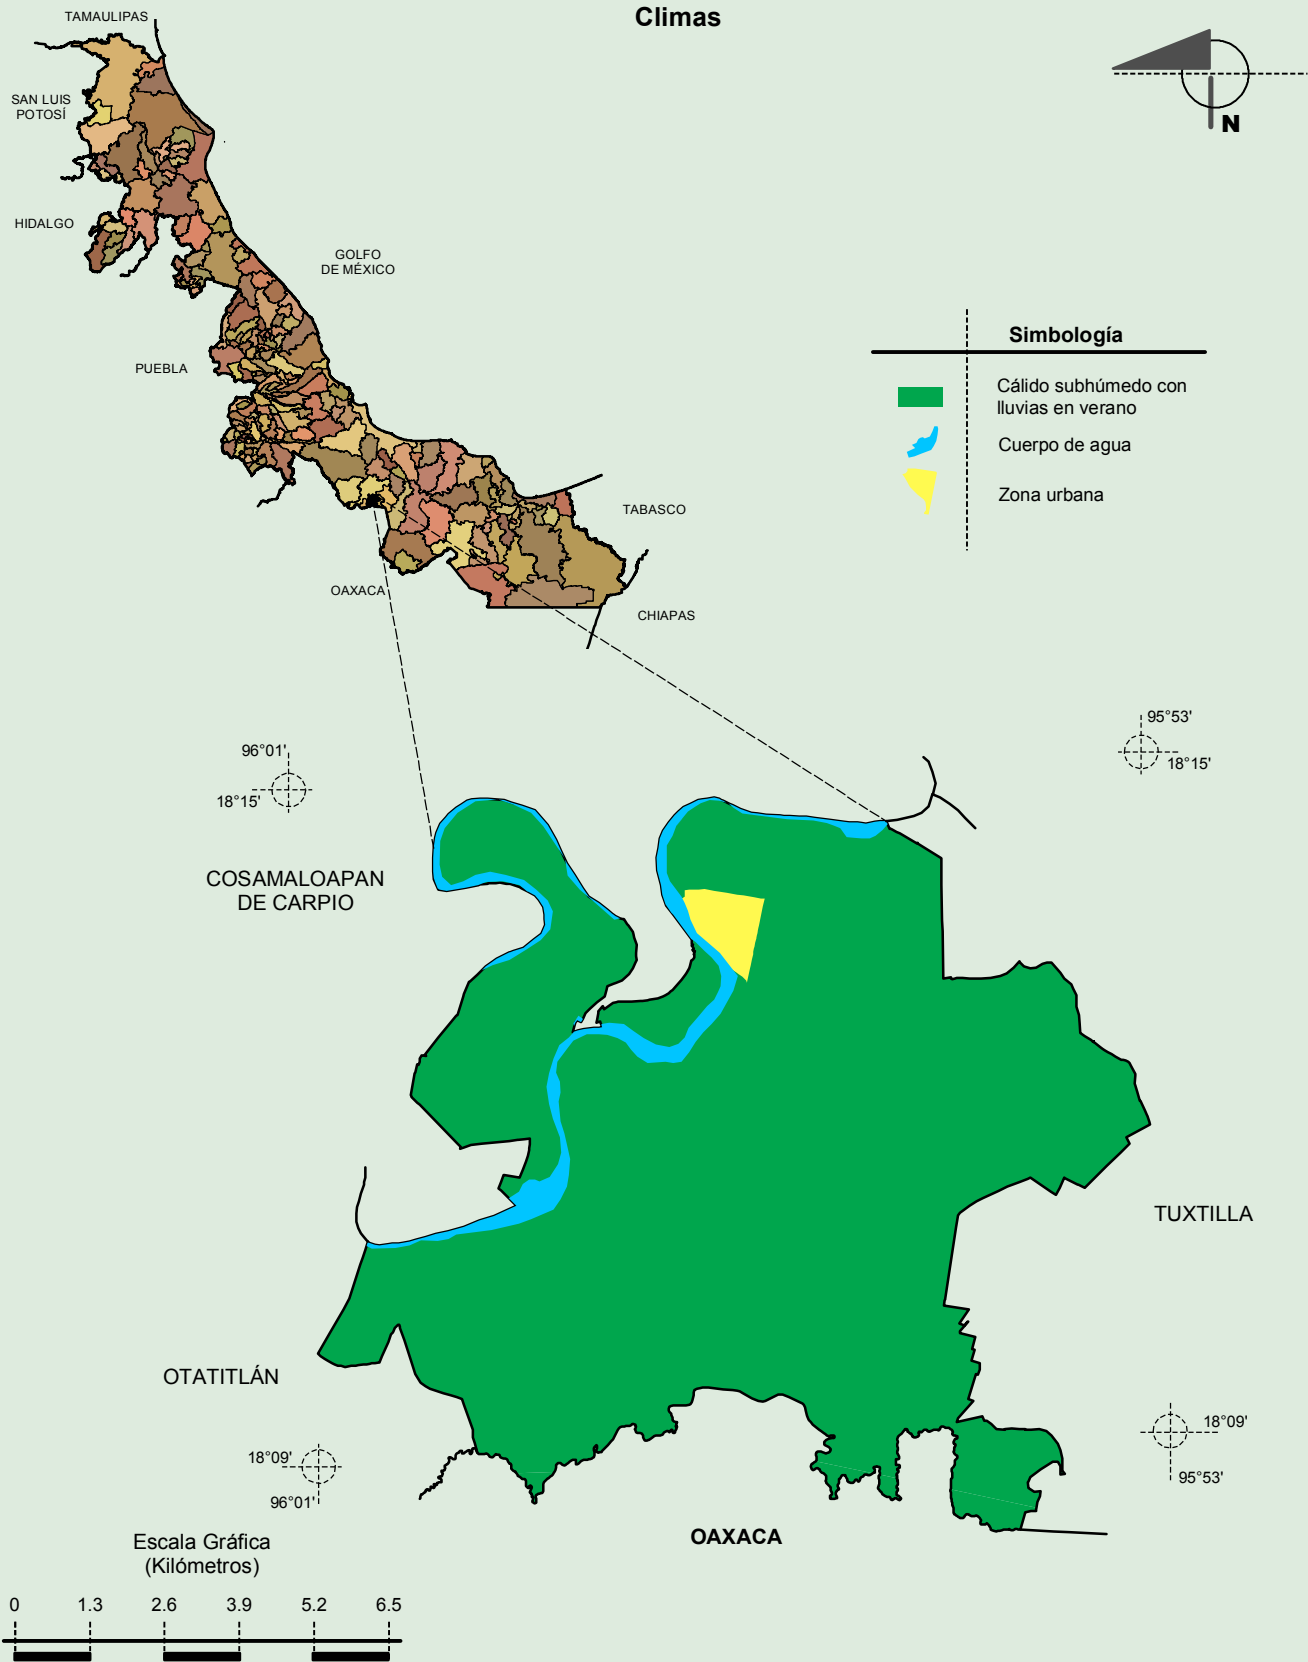 Climas
TAMAULIPAS
SAN LUIS
POTOSÍ
HIDALGO
GOLFO
DE MÉXICO
PUEBLA
TABASCO
OAXACA
CHIAPAS
N
Simbología
Cálido subhúmedo con
lluvias en verano
Cuerpo de agua
Zona urbana
96°01'
18°15'
95°53'
18°15'
COSAMALOAPAN
DE CARPIO
TUXTILLA
OTATITLÁN
18°09'
96°01'
18°09'
95°53'
OAXACA
Escala Gráfica
(Kilómetros)
0 1.3 2.6 3.9 5.2 6.5